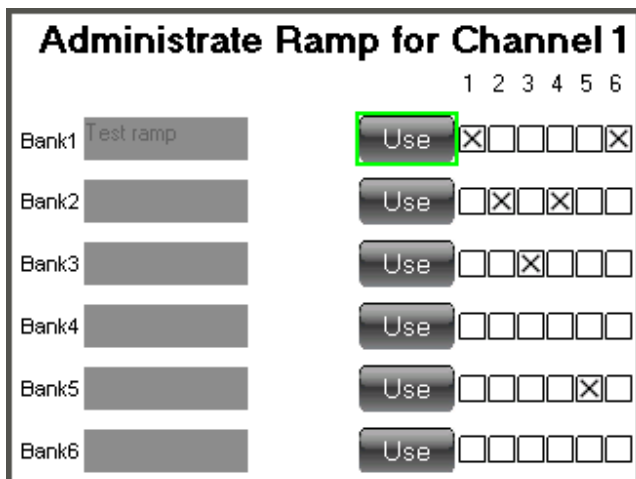 Administrate Ramp for Channel 1
1 2 3 4 5 6
Bank1 Test ramp Use
Bank2 Use
Bank3 Use
Bank4 Use
Bank5 Use
Bank6 Use